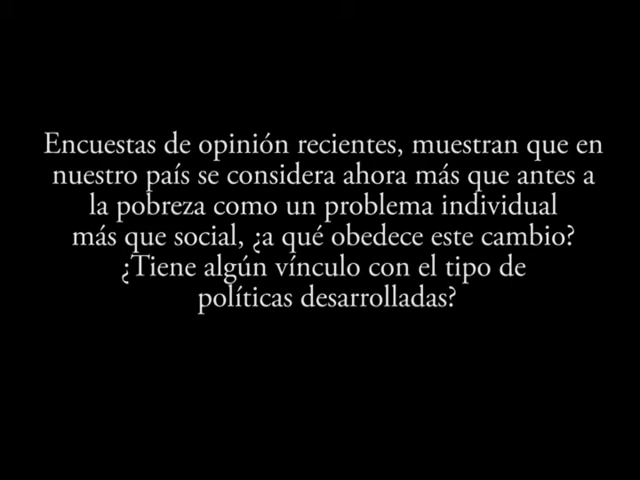 Encuestas de opinión recientes, muestran que en
nuestro país se considera ahora más que antes a
la pobreza como un problema individual
más que social, ¿a qué obedece este cambio?
¿Tiene algún vínculo con el tipo de
políticas desarrolladas?